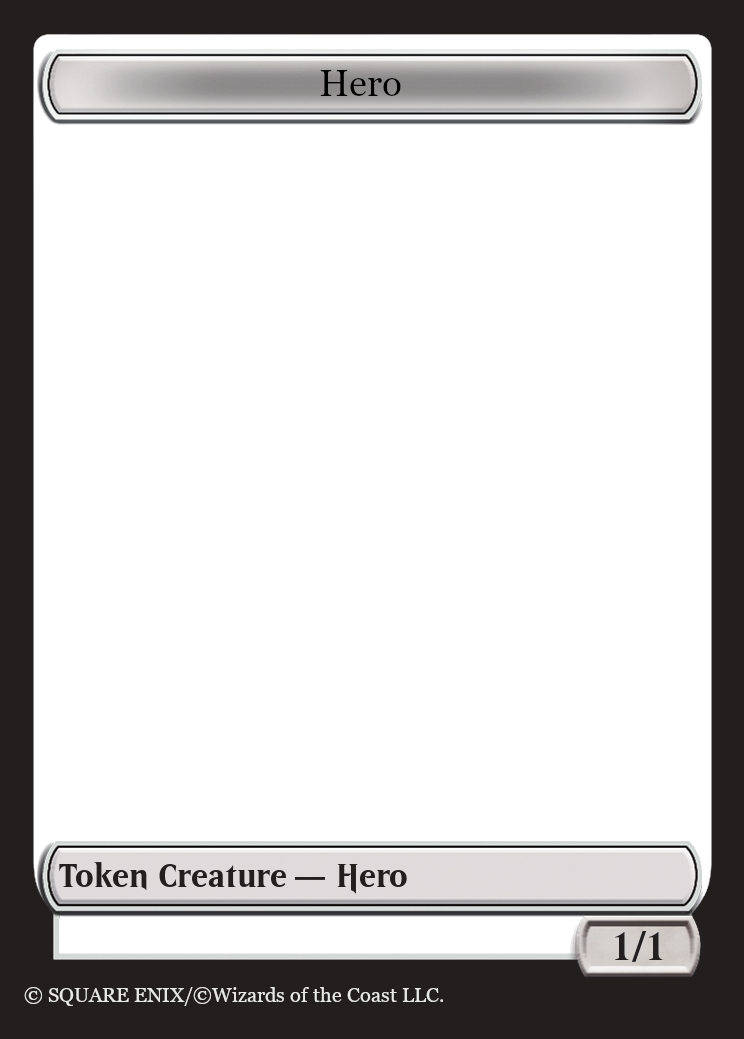 Hero
Token Creature — Hero
1/1
© SQUARE ENIX/©Wizards of the Coast LLC.